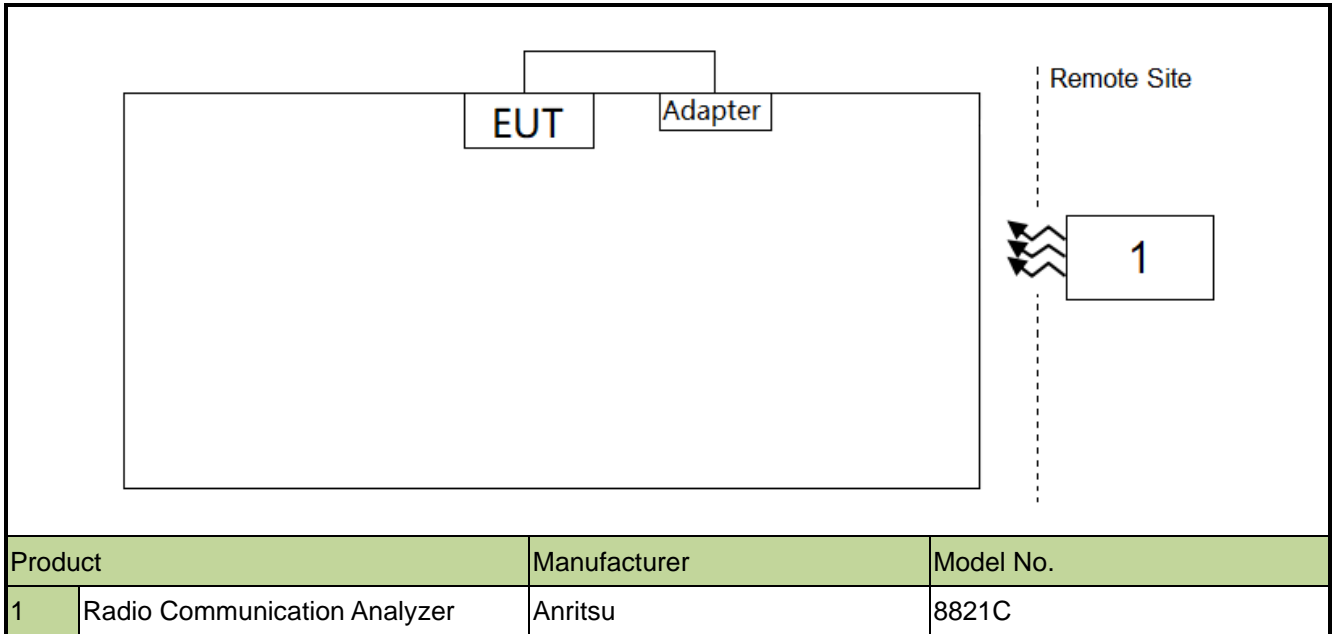 Remote Site
EUT
Adapter
1
Product Manufacturer Model No.
1 Radio Communication Analyzer Anritsu 8821C